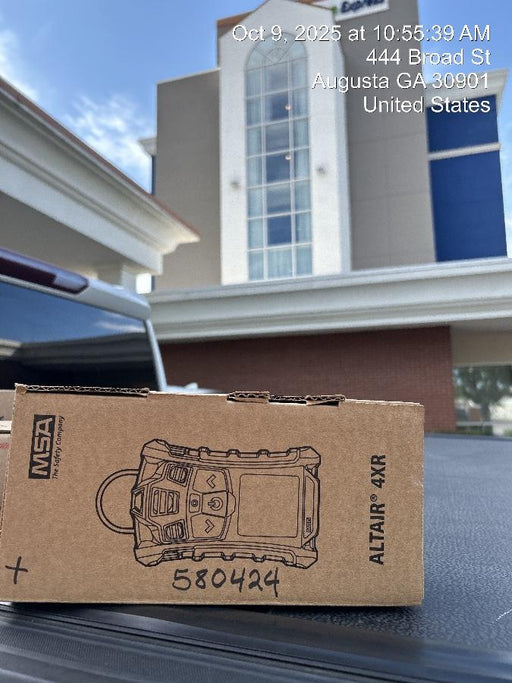 Express
Oct 9, 2025 at 10:55:39 AM
444 Broad St
Augusta GA 30901
United States
MSA
The Safety Company
ALTAIR® 4XR
+
580424